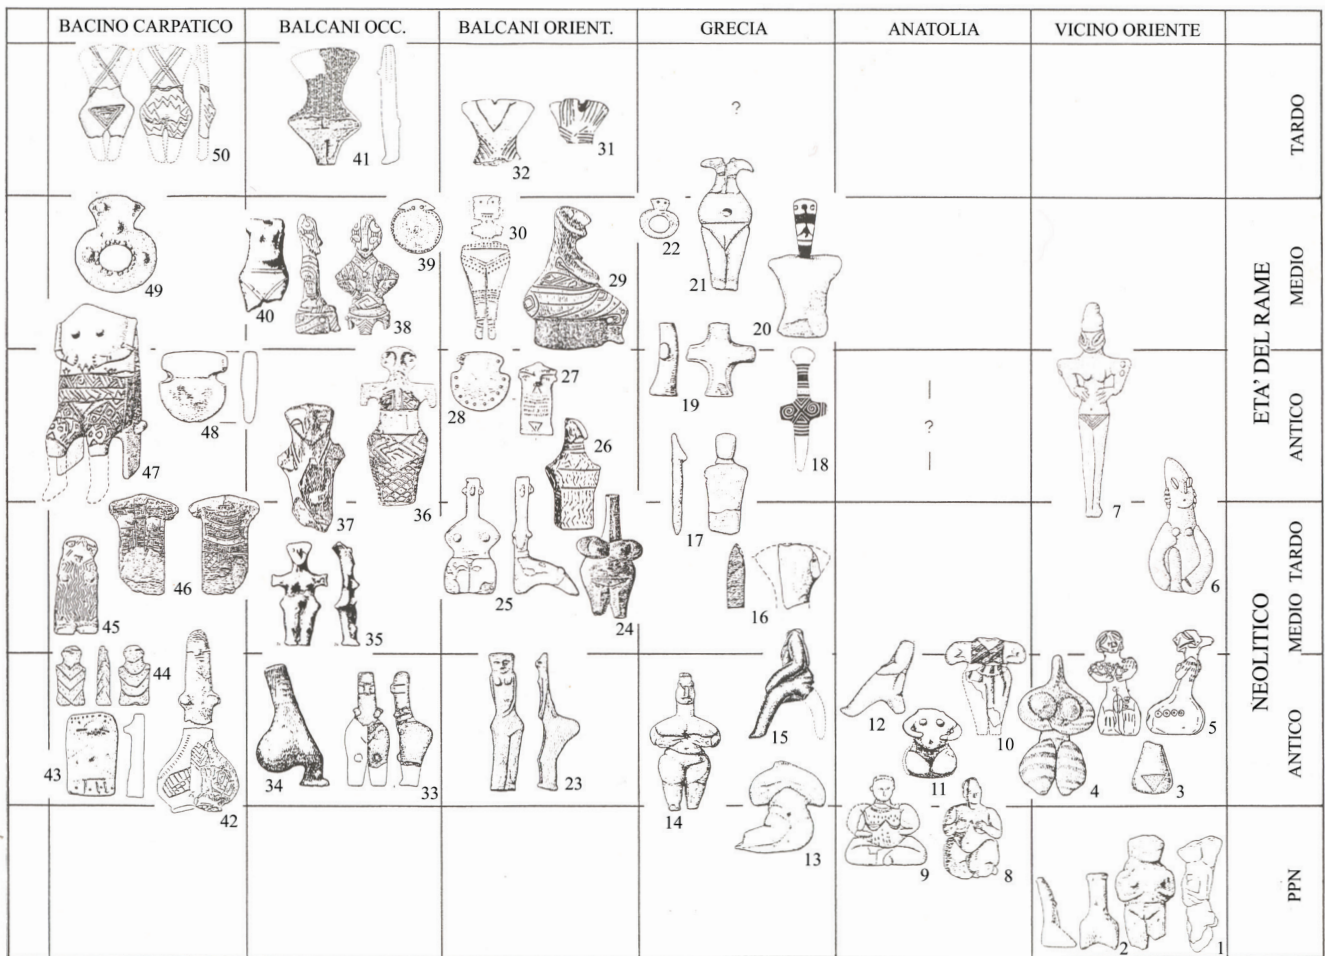 BACINO CARPATICO BALCANI OCC. BALCANI ORIENT. GRECIA ANATOLIA VICINO ORIENTE
50 41 32 31 ? TARDO
49 40 38 39 30 29 22 21 20 MEDIO
ETA' DEL RAME
47 48 37 36 28 27 26 19 18 17 ? 7 ANTICO
45 46 35 25 24 16 6 TARDO
MEDIO
NEOLITICO
44 43 42 34 33 23 15 14 12 10 11 5 4 3 ANTICO
13 9 8 2 1 PPN